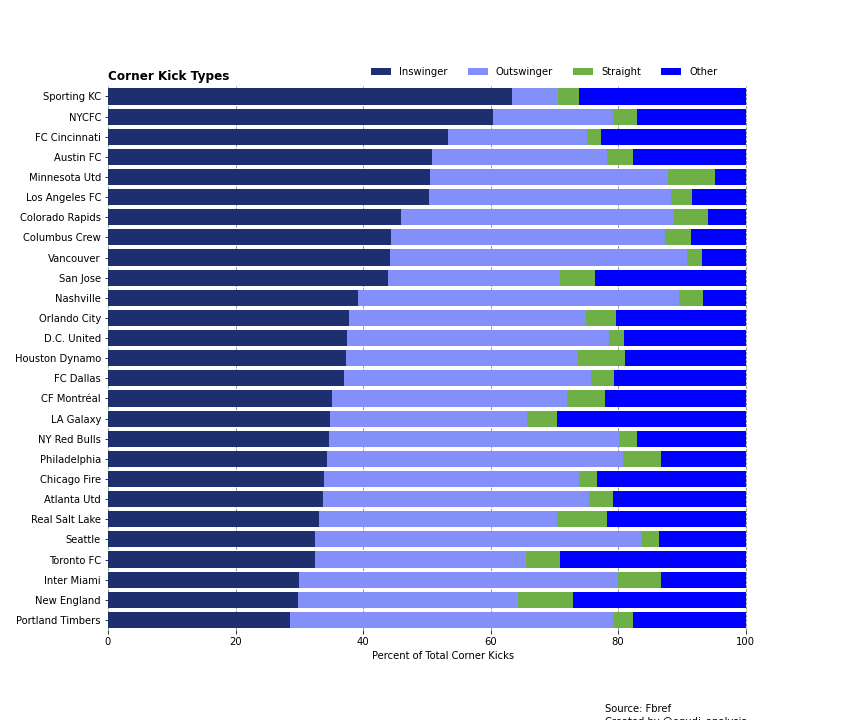 Corner Kick Types
Inswinger Outswinger Straight Other
Sporting KC
NYCFC
FC Cincinnati
Austin FC
Minnesota Utd
Los Angeles FC
Colorado Rapids
Columbus Crew
Vancouver
San Jose
Nashville
Orlando City
D.C. United
Houston Dynamo
FC Dallas
CF Montréal
LA Galaxy
NY Red Bulls
Philadelphia
Chicago Fire
Atlanta Utd
Real Salt Lake
Seattle
Toronto FC
Inter Miami
New England
Portland Timbers
0 20 40 60 80 100
Percent of Total Corner Kicks
Source: Fbref
Created by